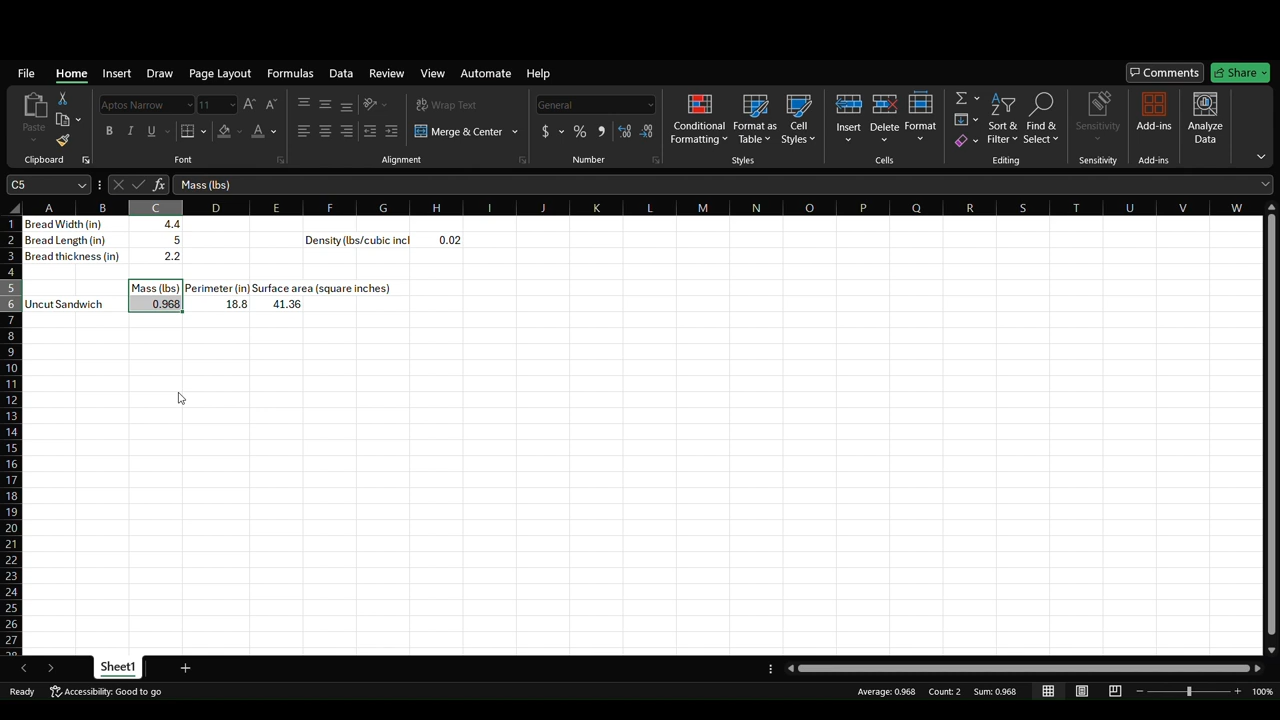 File Home Insert Draw Page Layout Formulas Data Review View Automate Help Comments Share
Paste Aptos Narrow 11 Wrap Text General Conditional Formatting Format as Table Cell Styles Insert Delete Format Sort & Filter Find & Select Sensitivity Add-ins Analyze Data
Merge & Center
Clipboard Font Alignment Number Styles Cells Editing Sensitivity Add-ins
C5 fx Mass (lbs)
A B C D E F G H I J K L M N O P Q R S T U V W
1 Bread Width (in) 4.4
2 Bread Length (in) 5 Density (lbs/cubic incl 0.02
3 Bread thickness (in) 2.2
4
5 Mass (lbs) Perimeter (in) Surface area (square inches)
6 Uncut Sandwich 0.968 18.8 41.36
7
8
9
10
11
12
13
14
15
16
17
18
19
20
21
22
23
24
25
26
27
28
Sheet1
Ready Accessibility: Good to go Average: 0.968 Count: 2 Sum: 0.968 100%